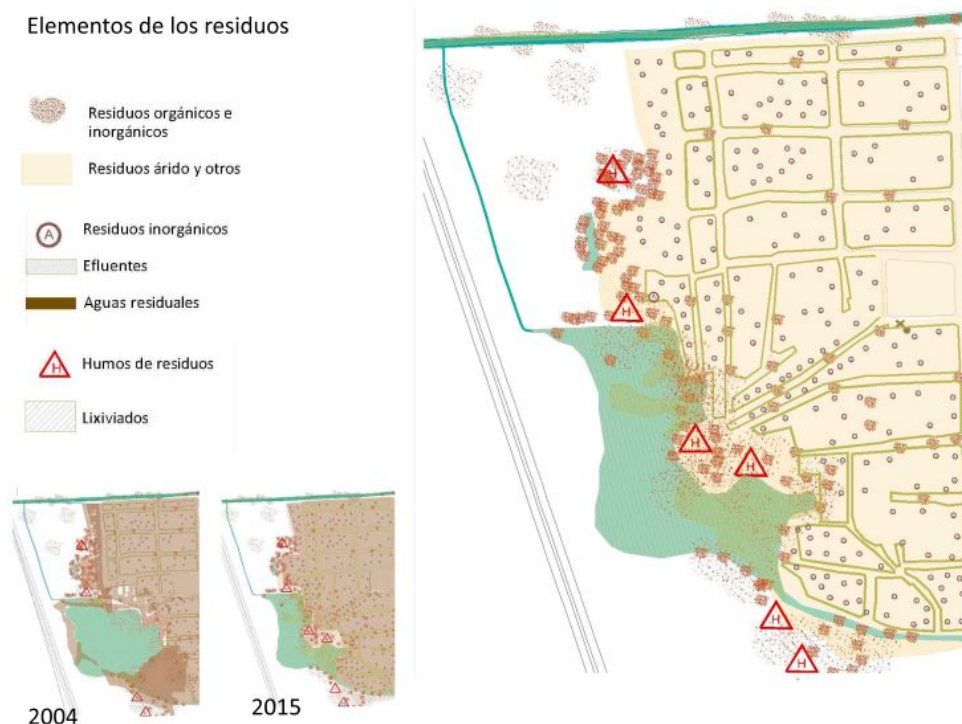 Elementos de los residuos
Residuos orgánicos e
inorgánicos
Residuos árido y otros
A
Residuos inorgánicos
Efluentes
Aguas residuales
H
Humos de residuos
Lixiviados
2004
2015
H
H
A
H
H
H
H